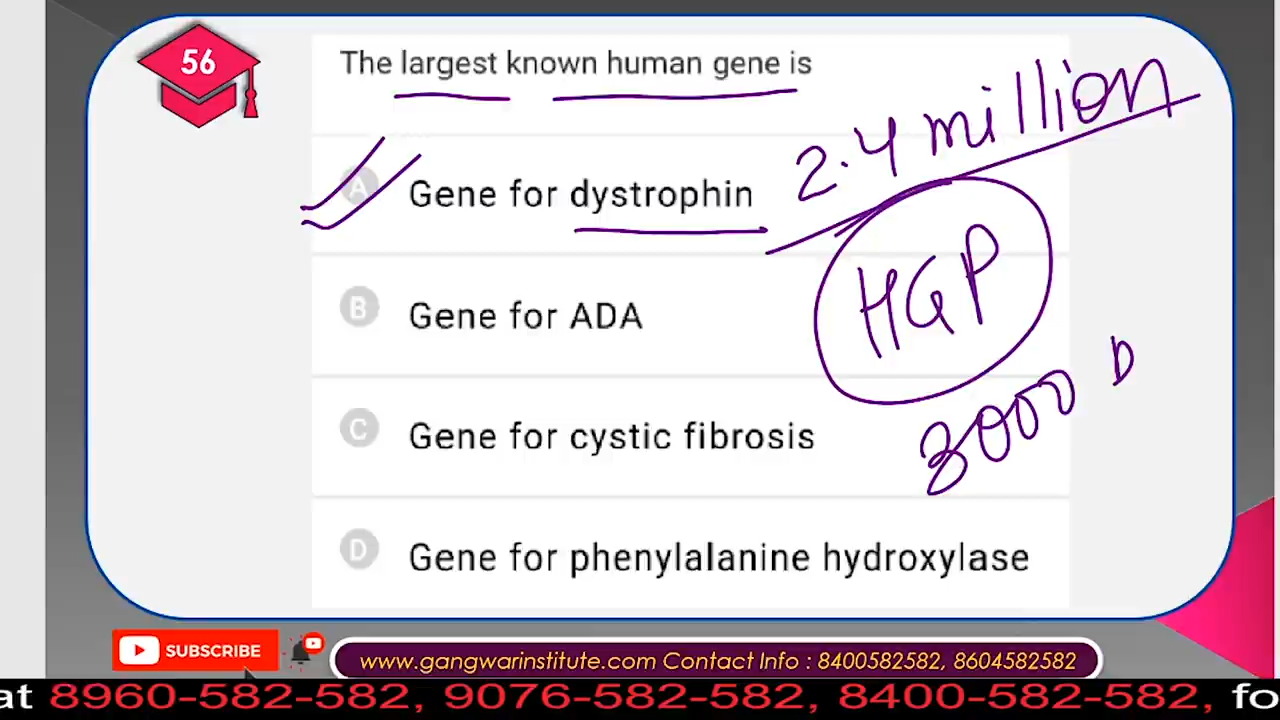 56
The largest known human gene is
2.4 million
A Gene for dystrophin
HGP
B Gene for ADA
3000 b
C Gene for cystic fibrosis
D Gene for phenylalanine hydroxylase
SUBSCRIBE
www.gangwarinstitute.com Contact Info : 8400582582, 8604582582
at 8960-582-582, 9076-582-582, 8400-582-582, fo